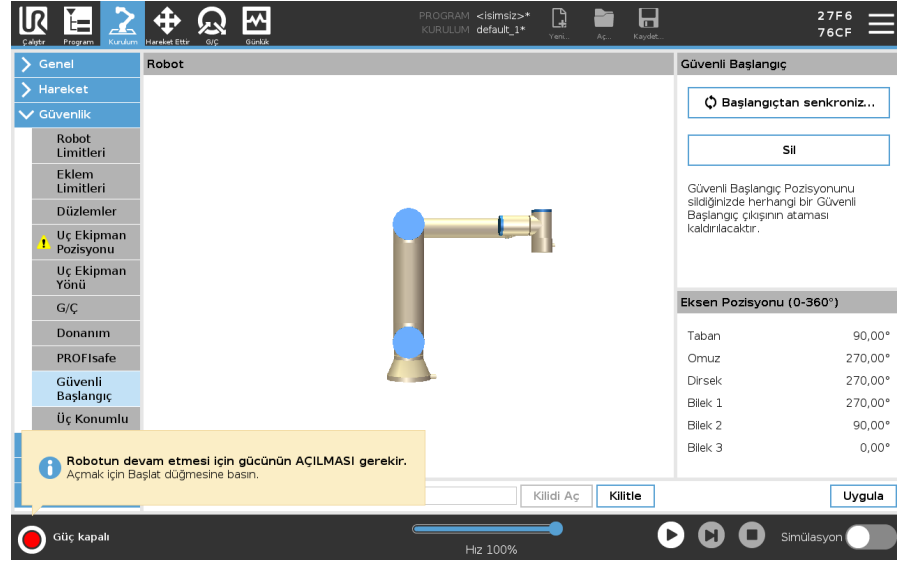 PROGRAM <isimsiz>*
KURULUM default_1*
27F6
76CF
Çalıştır
Program
Kurulum
Hareket Ettir
G/Ç
Günlük
Yeni...
Aç...
Kaydet...
Genel
Hareket
Güvenlik
Robot
Limitleri
Eklem
Limitleri
Düzlemler
Uç Ekipman
Pozisyonu
Uç Ekipman
Yönü
G/Ç
Donanım
PROFIsafe
Güvenli
Başlangıç
Üç Konumlu
Robot
Güvenli Başlangıç
Başlangıçtan senkroniz...
Sil
Güvenli Başlangıç Pozisyonunu
sildiğinizde herhangi bir Güvenli
Başlangıç çıkışının ataması
kaldırılacaktır.
Eksen Pozisyonu (0-360°)
Taban 90,00°
Omuz 270,00°
Dirsek 270,00°
Bilek 1 270,00°
Bilek 2 90,00°
Bilek 3 0,00°
Robotun devam etmesi için gücünün AÇILMASI gerekir.
Açmak için Başlat düğmesine basın.
Kilidi Aç
Kilitle
Uygula
Güç kapalı
Hız 100%
Simülasyon